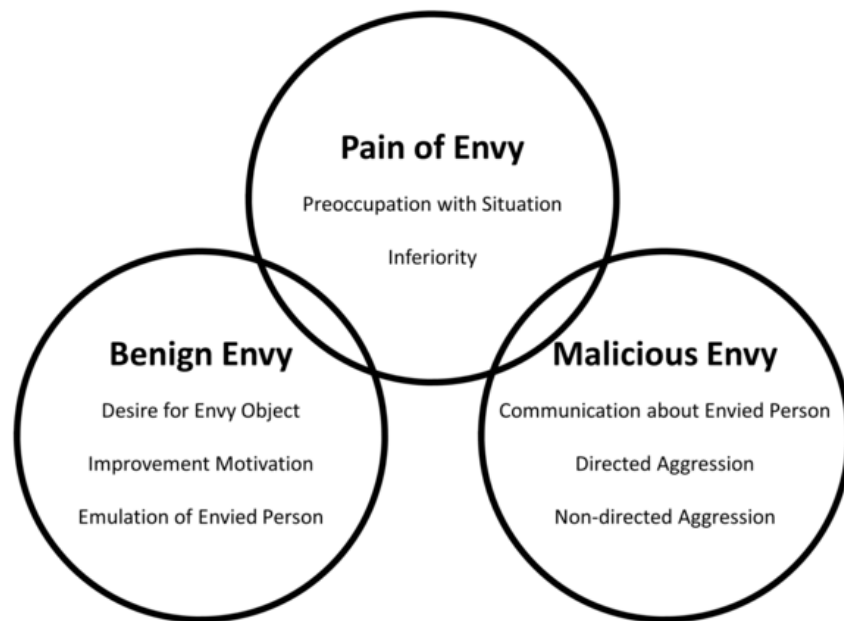 Pain of Envy
Preoccupation with Situation
Inferiority
Benign Envy
Desire for Envy Object
Improvement Motivation
Emulation of Envied Person
Malicious Envy
Communication about Envied Person
Directed Aggression
Non-directed Aggression